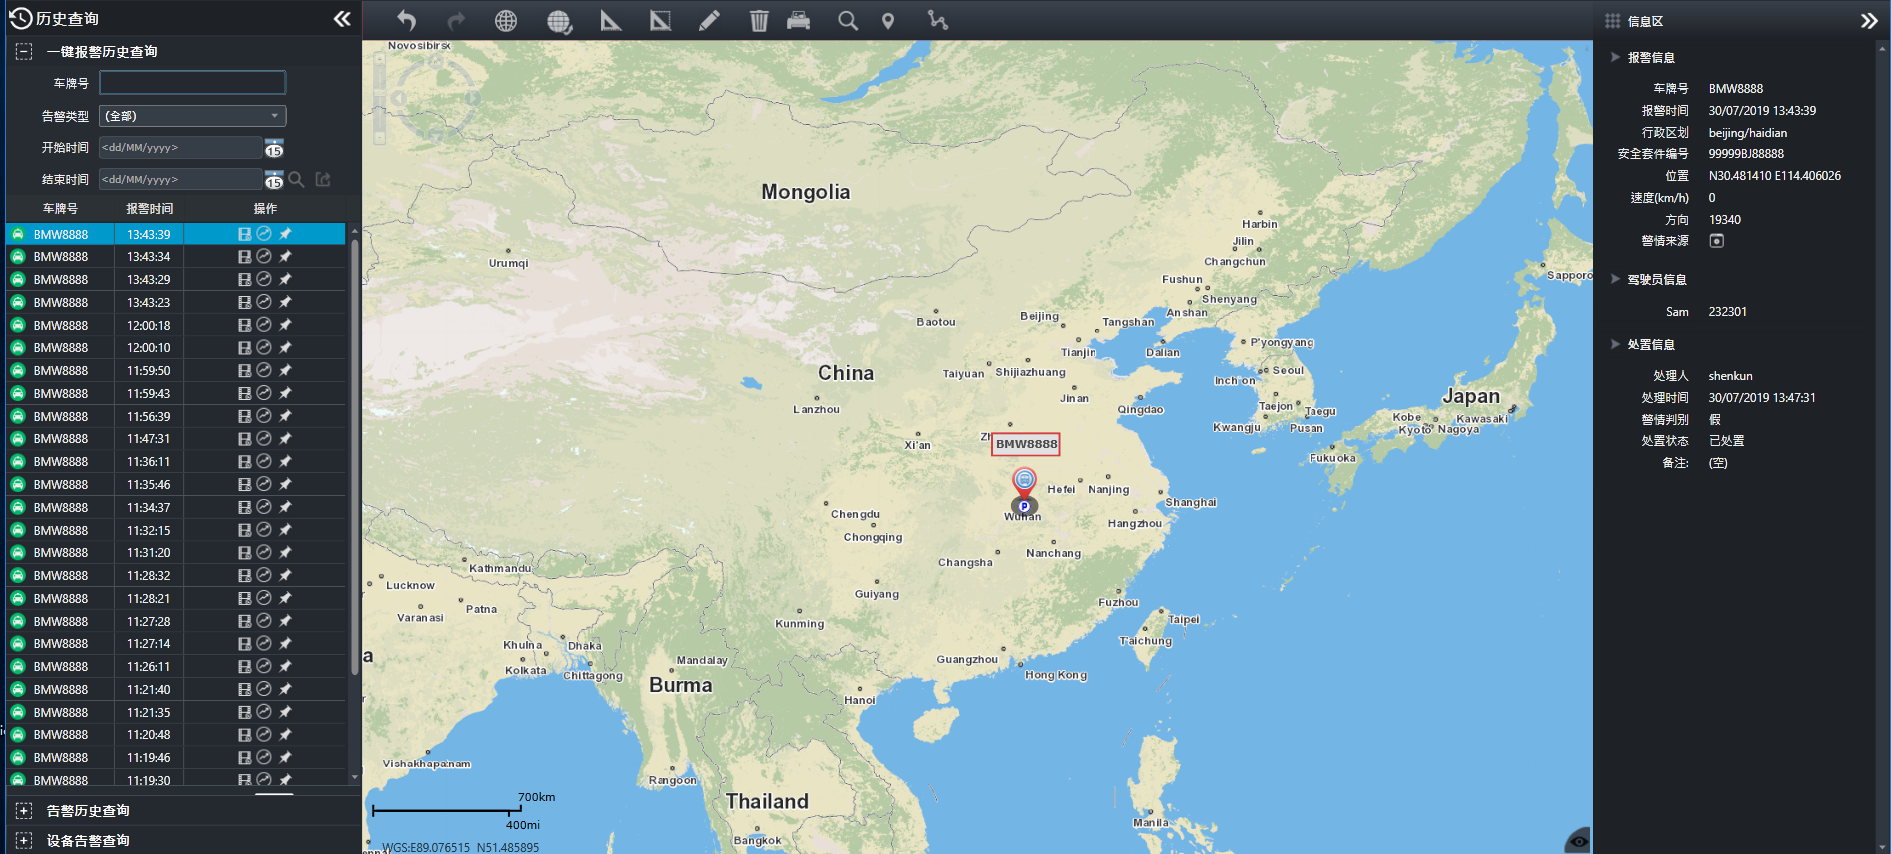 历史查询
一键报警历史查询
车牌号
告警类型 (全部)
开始时间 <dd/MM/yyyy> 15
结束时间 <dd/MM/yyyy> 15
车牌号 报警时间 操作
BMW8888 13:43:39
BMW8888 13:43:34
BMW8888 13:43:29
BMW8888 13:43:23
BMW8888 12:00:18
BMW8888 12:00:10
BMW8888 11:59:50
BMW8888 11:59:43
BMW8888 11:56:39
BMW8888 11:47:31
BMW8888 11:36:11
BMW8888 11:35:46
BMW8888 11:34:37
BMW8888 11:32:15
BMW8888 11:31:20
BMW8888 11:28:32
BMW8888 11:28:21
BMW8888 11:27:28
BMW8888 11:27:14
BMW8888 11:26:11
BMW8888 11:21:40
BMW8888 11:21:35
BMW8888 11:20:48
BMW8888 11:19:46
BMW8888 11:19:30
告警历史查询
设备告警查询
Novosibirsk
Mongolia
Harbin
Jilin
Changchun
Urumqi
Sapporo
Fushun
Shenyang
Anshan
Baotou
Beijing
Tangshan
Tianjin
Dalian
P'yongyang
China
Taiyuan
Shijiazhuang
Inch on
Seoul
Jinan
Qingdao
Lanzhou
Taejon
Taegu
Japan
Kobe
Kawasaki
Kyoto
Nagoya
Kwangju
Pusan
Xi'an
BMW8888
Fukuoka
Hefei
Nanjing
Shanghai
P
Wuhan
Chengdu
Hangzhou
Chongqing
Nanchang
Changsha
Kathmandu
Lucknow
Guiyang
Fuzhou
Patna
Varanasi
Kunming
Taipei
T'aichung
Khulna
Dhaka
Kolkata
Chittagong
Mandalay
Guangzhou
Hong Kong
Burma
Hanoi
Vishakhapatnam
Rangoon
Thailand
Manila
Bangkok
700km
400mi
WGS:E89.076515 N51.485895
信息区
报警信息
车牌号 BMW8888
报警时间 30/07/2019 13:43:39
行政区划 beijing/haidian
安全套件编号 99999BJ88888
位置 N30.481410 E114.406026
速度(km/h) 0
方向 19340
警情来源
驾驶员信息
Sam 232301
处置信息
处理人 shenkun
处理时间 30/07/2019 13:47:31
警情判别 假
处置状态 已处置
备注: (空)